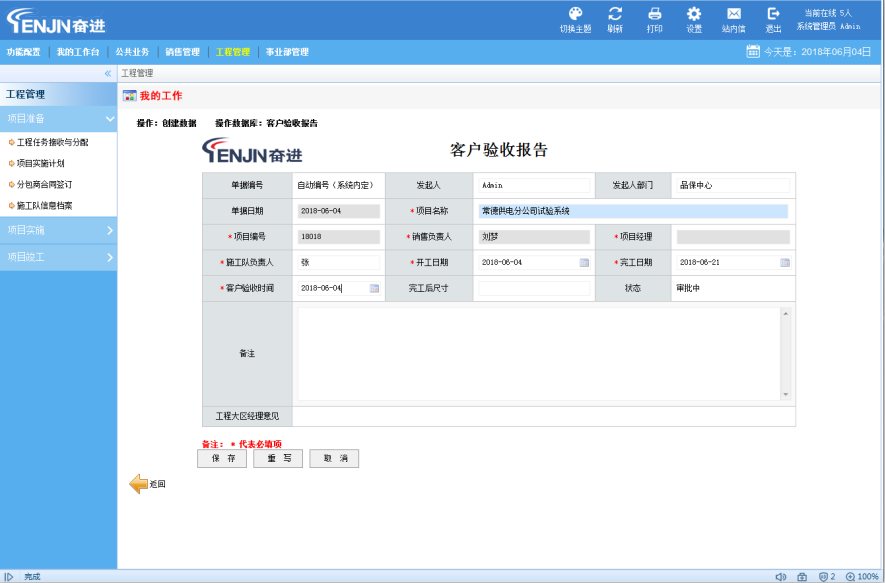 ENJIN奋进
切换主题 刷新 打印 设置 站内信 退出
当前在线 5人
系统管理员 Admin
功能配置 我的工作台 公共业务 销售管理 工程管理 事业部管理
今天是：2018年06月04日
«
工程管理
工程管理
我的工作
项目准备
工程任务接收与分配
项目实施计划
分包商合同签订
施工队信息档案
项目实施
项目竣工
操作：创建数据 操作数据库：客户验收报告
ENJIN奋进
客户验收报告
单据编号 自动编号（系统内定） 发起人 Admin 发起人部门 品保中心
单据日期 2018-06-04 *项目名称 常德供电分公司试验系统
*项目编号 18018 *销售负责人 刘梦 *项目经理
*施工队负责人 张 *开工日期 2018-06-04 *完工日期 2018-06-21
*客户验收时间 2018-06-04 完工后尺寸 状态 审批中
备注
工程大区经理意见
备注：* 代表必填项
保 存 重 写 取 消
返回
完成
2
100%